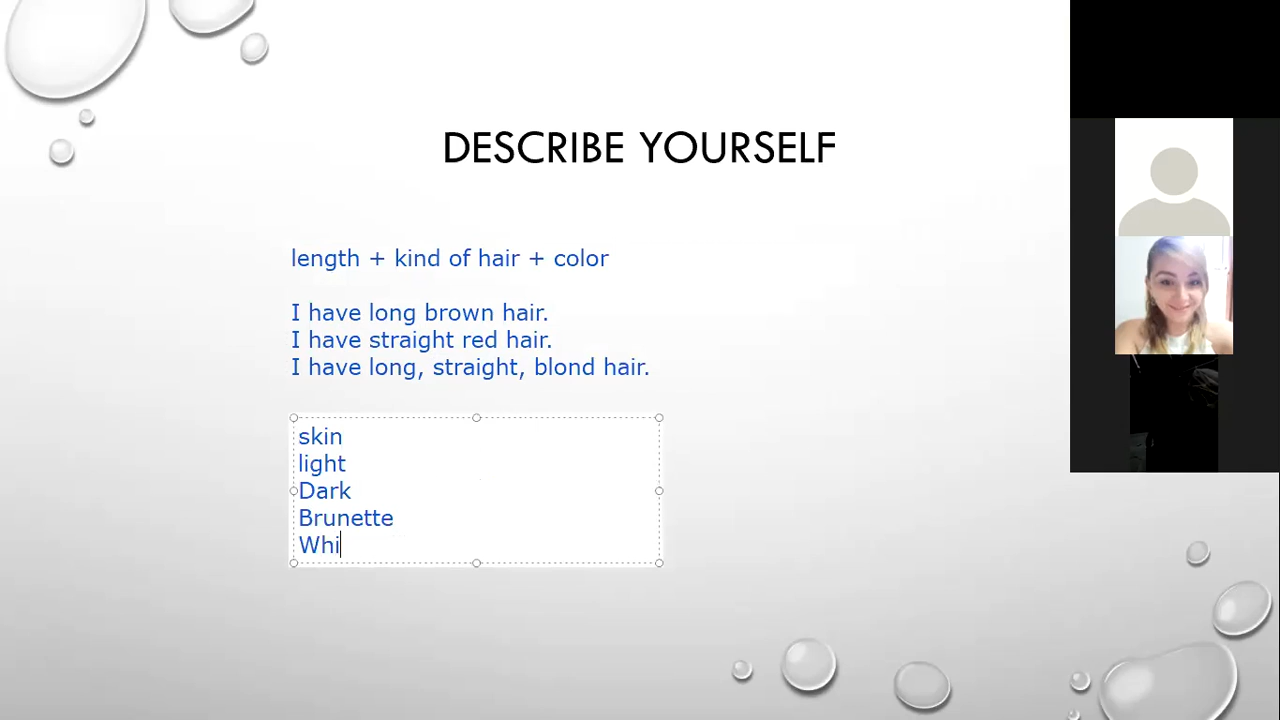 DESCRIBE YOURSELF
length + kind of hair + color
I have long brown hair.
I have straight red hair.
I have long, straight, blond hair.
skin
light
Dark
Brunette
Whi